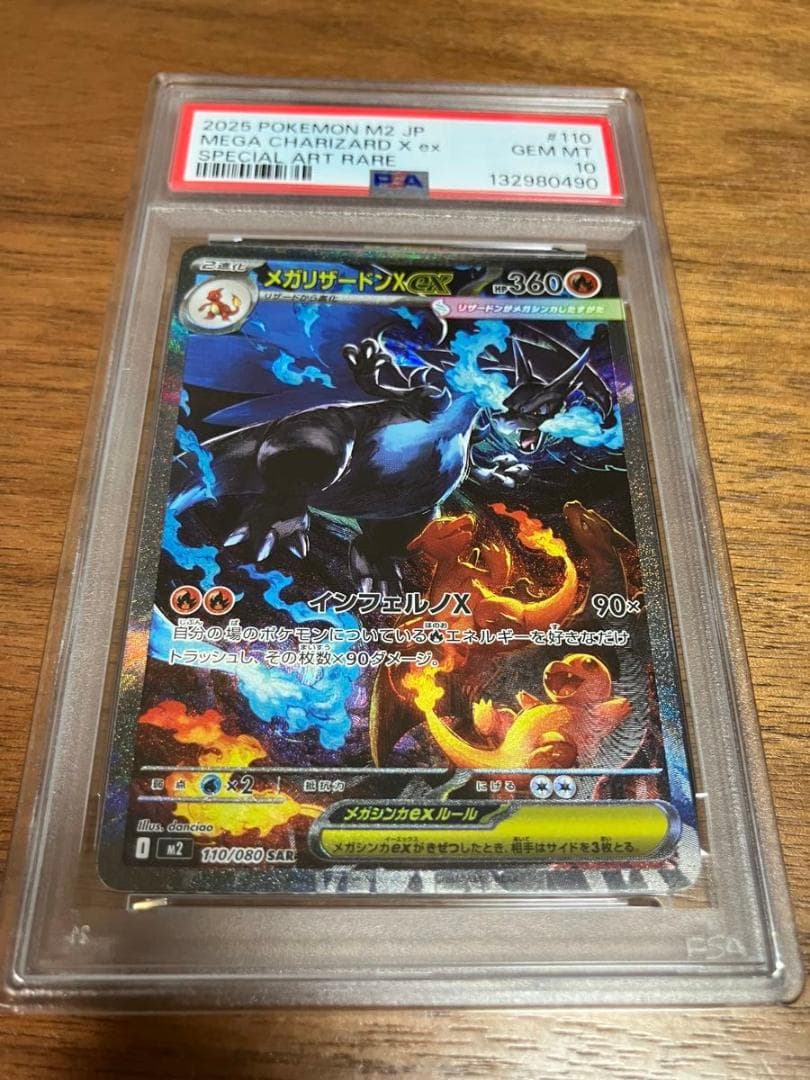 2025 POKEMON M2 JP
#110
MEGA CHARIZARD X ex
GEM MT
SPECIAL ART RARE
10
PSA
132980490
2進化
メガリザードンXex
HP360
リザードから進化
リザードンがメガシンカしたすがた
インフェルノX
90×
自分の場のポケモンについているエネルギーを好きなだけ
トラッシュし、その枚数×90ダメージ。
弱点
×2
抵抗力
にげる
メガシンカexルール
メガシンカexがきぜつしたとき、相手はサイドを3枚とる。
illus. danciao
I
M2
110/080 SAR
PSA